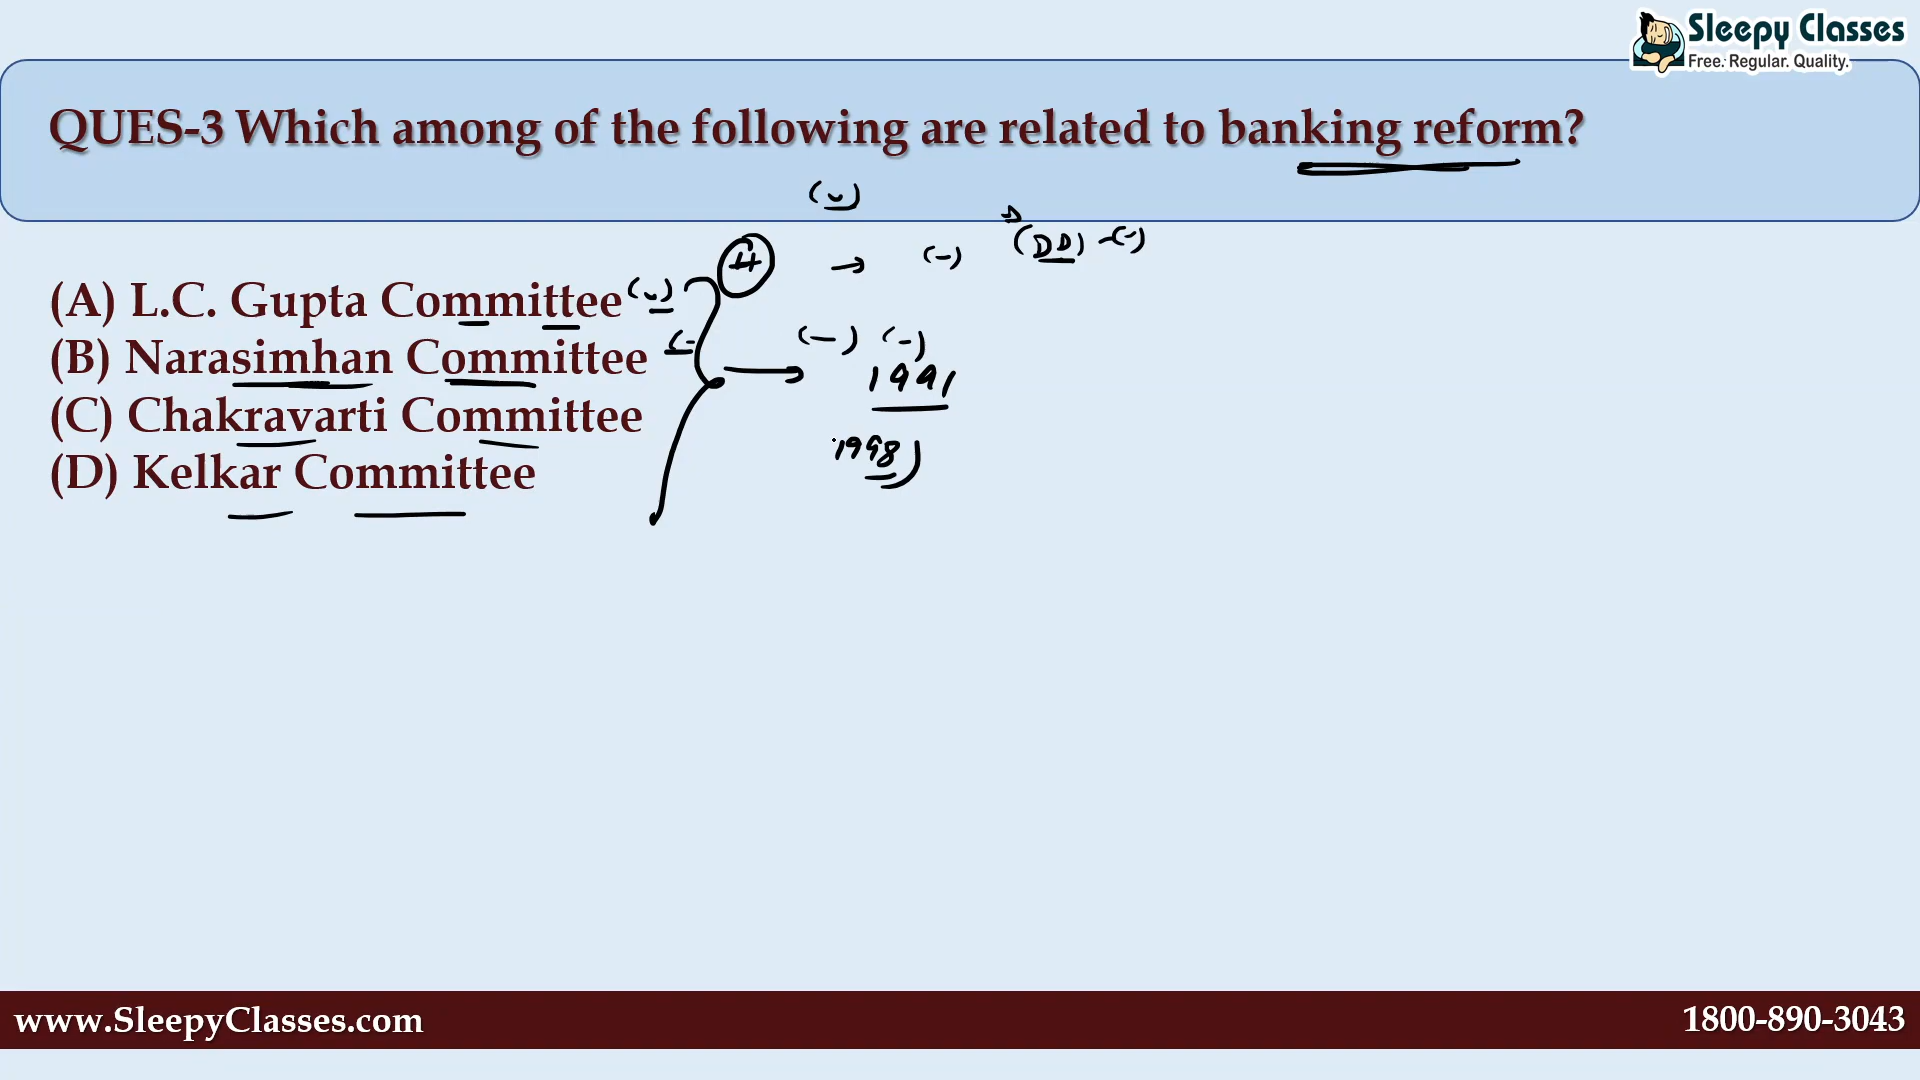 Sleepy Classes
Free. Regular. Quality.
QUES-3 Which among of the following are related to banking reform?
(DD)
(A) L.C. Gupta Committee
(B) Narasimhan Committee
1991
(C) Chakravarti Committee
1998
(D) Kelkar Committee
www.SleepyClasses.com
1800-890-3043